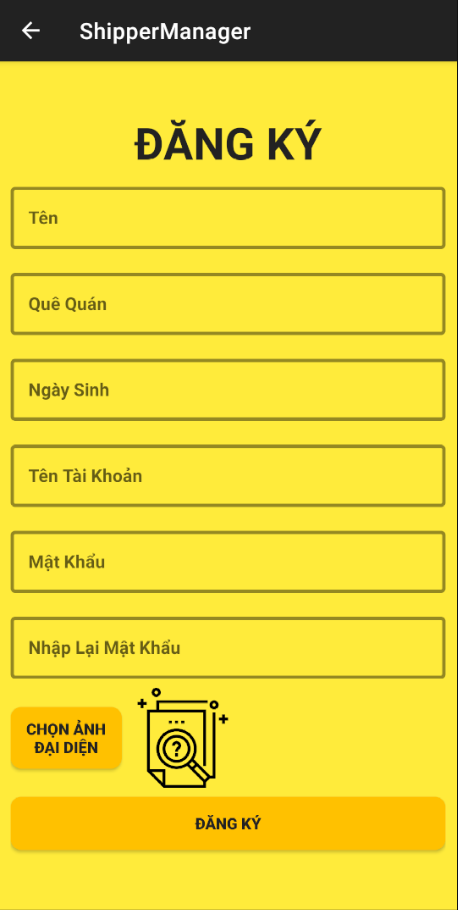 ShipperManager
ĐĂNG KÝ
Tên
Quê Quán
Ngày Sinh
Tên Tài Khoản
Mật Khẩu
Nhập Lại Mật Khẩu
CHỌN ẢNH
ĐẠI DIỆN
?
ĐĂNG KÝ